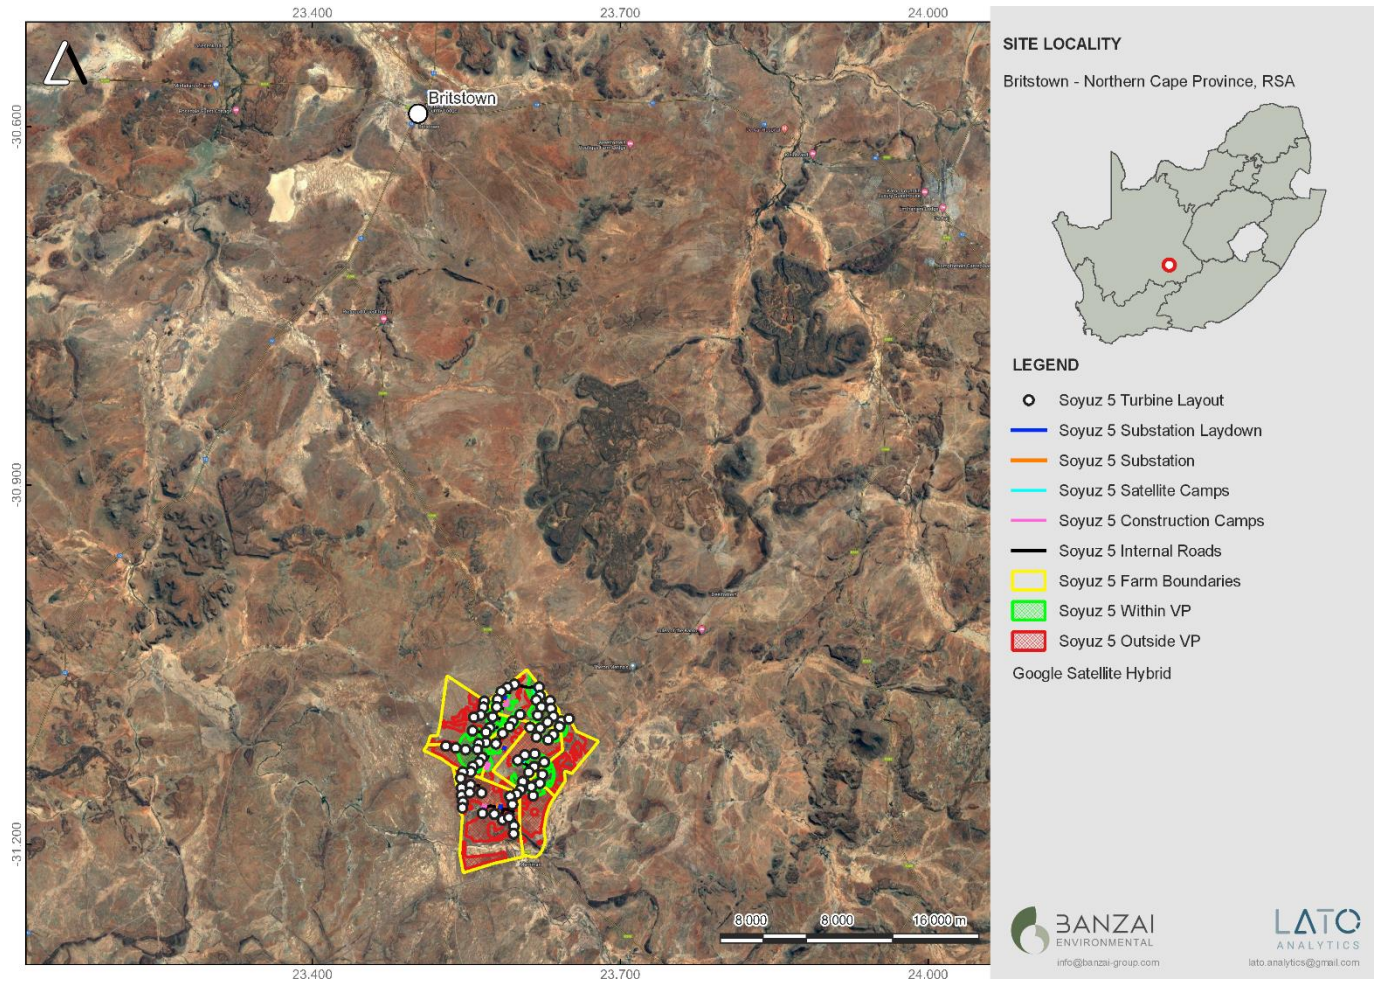 23.400
23.700
24.000
-30.600
-30.900
-31.200
Britstown
8 000
8 000
16 000 m
23.400
23.700
24.000
SITE LOCALITY
Britstown - Northern Cape Province, RSA
LEGEND
Soyuz 5 Turbine Layout
Soyuz 5 Substation Laydown
Soyuz 5 Substation
Soyuz 5 Satellite Camps
Soyuz 5 Construction Camps
Soyuz 5 Internal Roads
Soyuz 5 Farm Boundaries
Soyuz 5 Within VP
Soyuz 5 Outside VP
Google Satellite Hybrid
BANZAI
ENVIRONMENTAL
info@banzai-group.com
LATO
ANALYTICS
lato.analytics@gmail.com